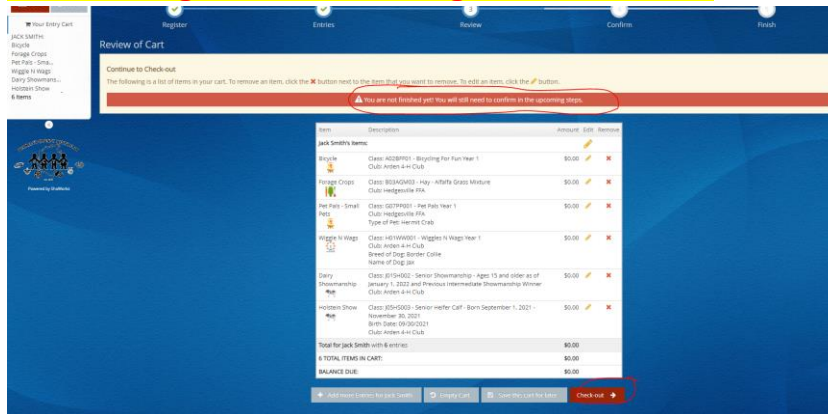 Your Entry Cart
JACK SMITH:
Bicycle
Forage Crops
Pet Pals - Sma...
Wiggle N Wags
Dairy Showmans...
Holstein Show
6 Items
Powered by ShoWorks
Register
Entries
3
Review
Confirm
Finish
Review of Cart
Continue to Check-out
The following is a list of items in your cart. To remove an item, click the ✖ button next to the item that you want to remove. To edit an item, click the button.
You are not finished yet! You will still need to confirm in the upcoming steps.
Item Description Amount Edit Remove
Jack Smith's Items:
Bicycle Class: A02BFF01 - Bicycling For Fun Year 1 $0.00
Club: Arden 4-H Club
Forage Crops Class: B03AGM03 - Hay - Alfalfa Grass Mixture $0.00
Club: Hedgesville FFA
Pet Pals - Small Pets Class: G07PP001 - Pet Pals Year 1 $0.00
Club: Hedgesville FFA
Type of Pet: Hermit Crab
Wiggle N Wags Class: H01WW001 - Wiggles N Wags Year 1 $0.00
Club: Arden 4-H Club
Breed of Dog: Border Collie
Name of Dog: Jax
Dairy Showmanship Class: J01SH002 - Senior Showmanship - Ages 15 and older as of January 1, 2022 and Previous Intermediate Showmanship Winner $0.00
Club: Arden 4-H Club
Holstein Show Class: J05HS003 - Senior Heifer Calf - Born September 1, 2021 - November 30, 2021 $0.00
Birth Date: 09/30/2021
Club: Arden 4-H Club
Total for Jack Smith with 6 entries $0.00
6 TOTAL ITEMS IN CART: $0.00
BALANCE DUE: $0.00
Add more Entries for Jack Smith
Empty Cart
Save this cart for later
Check-out